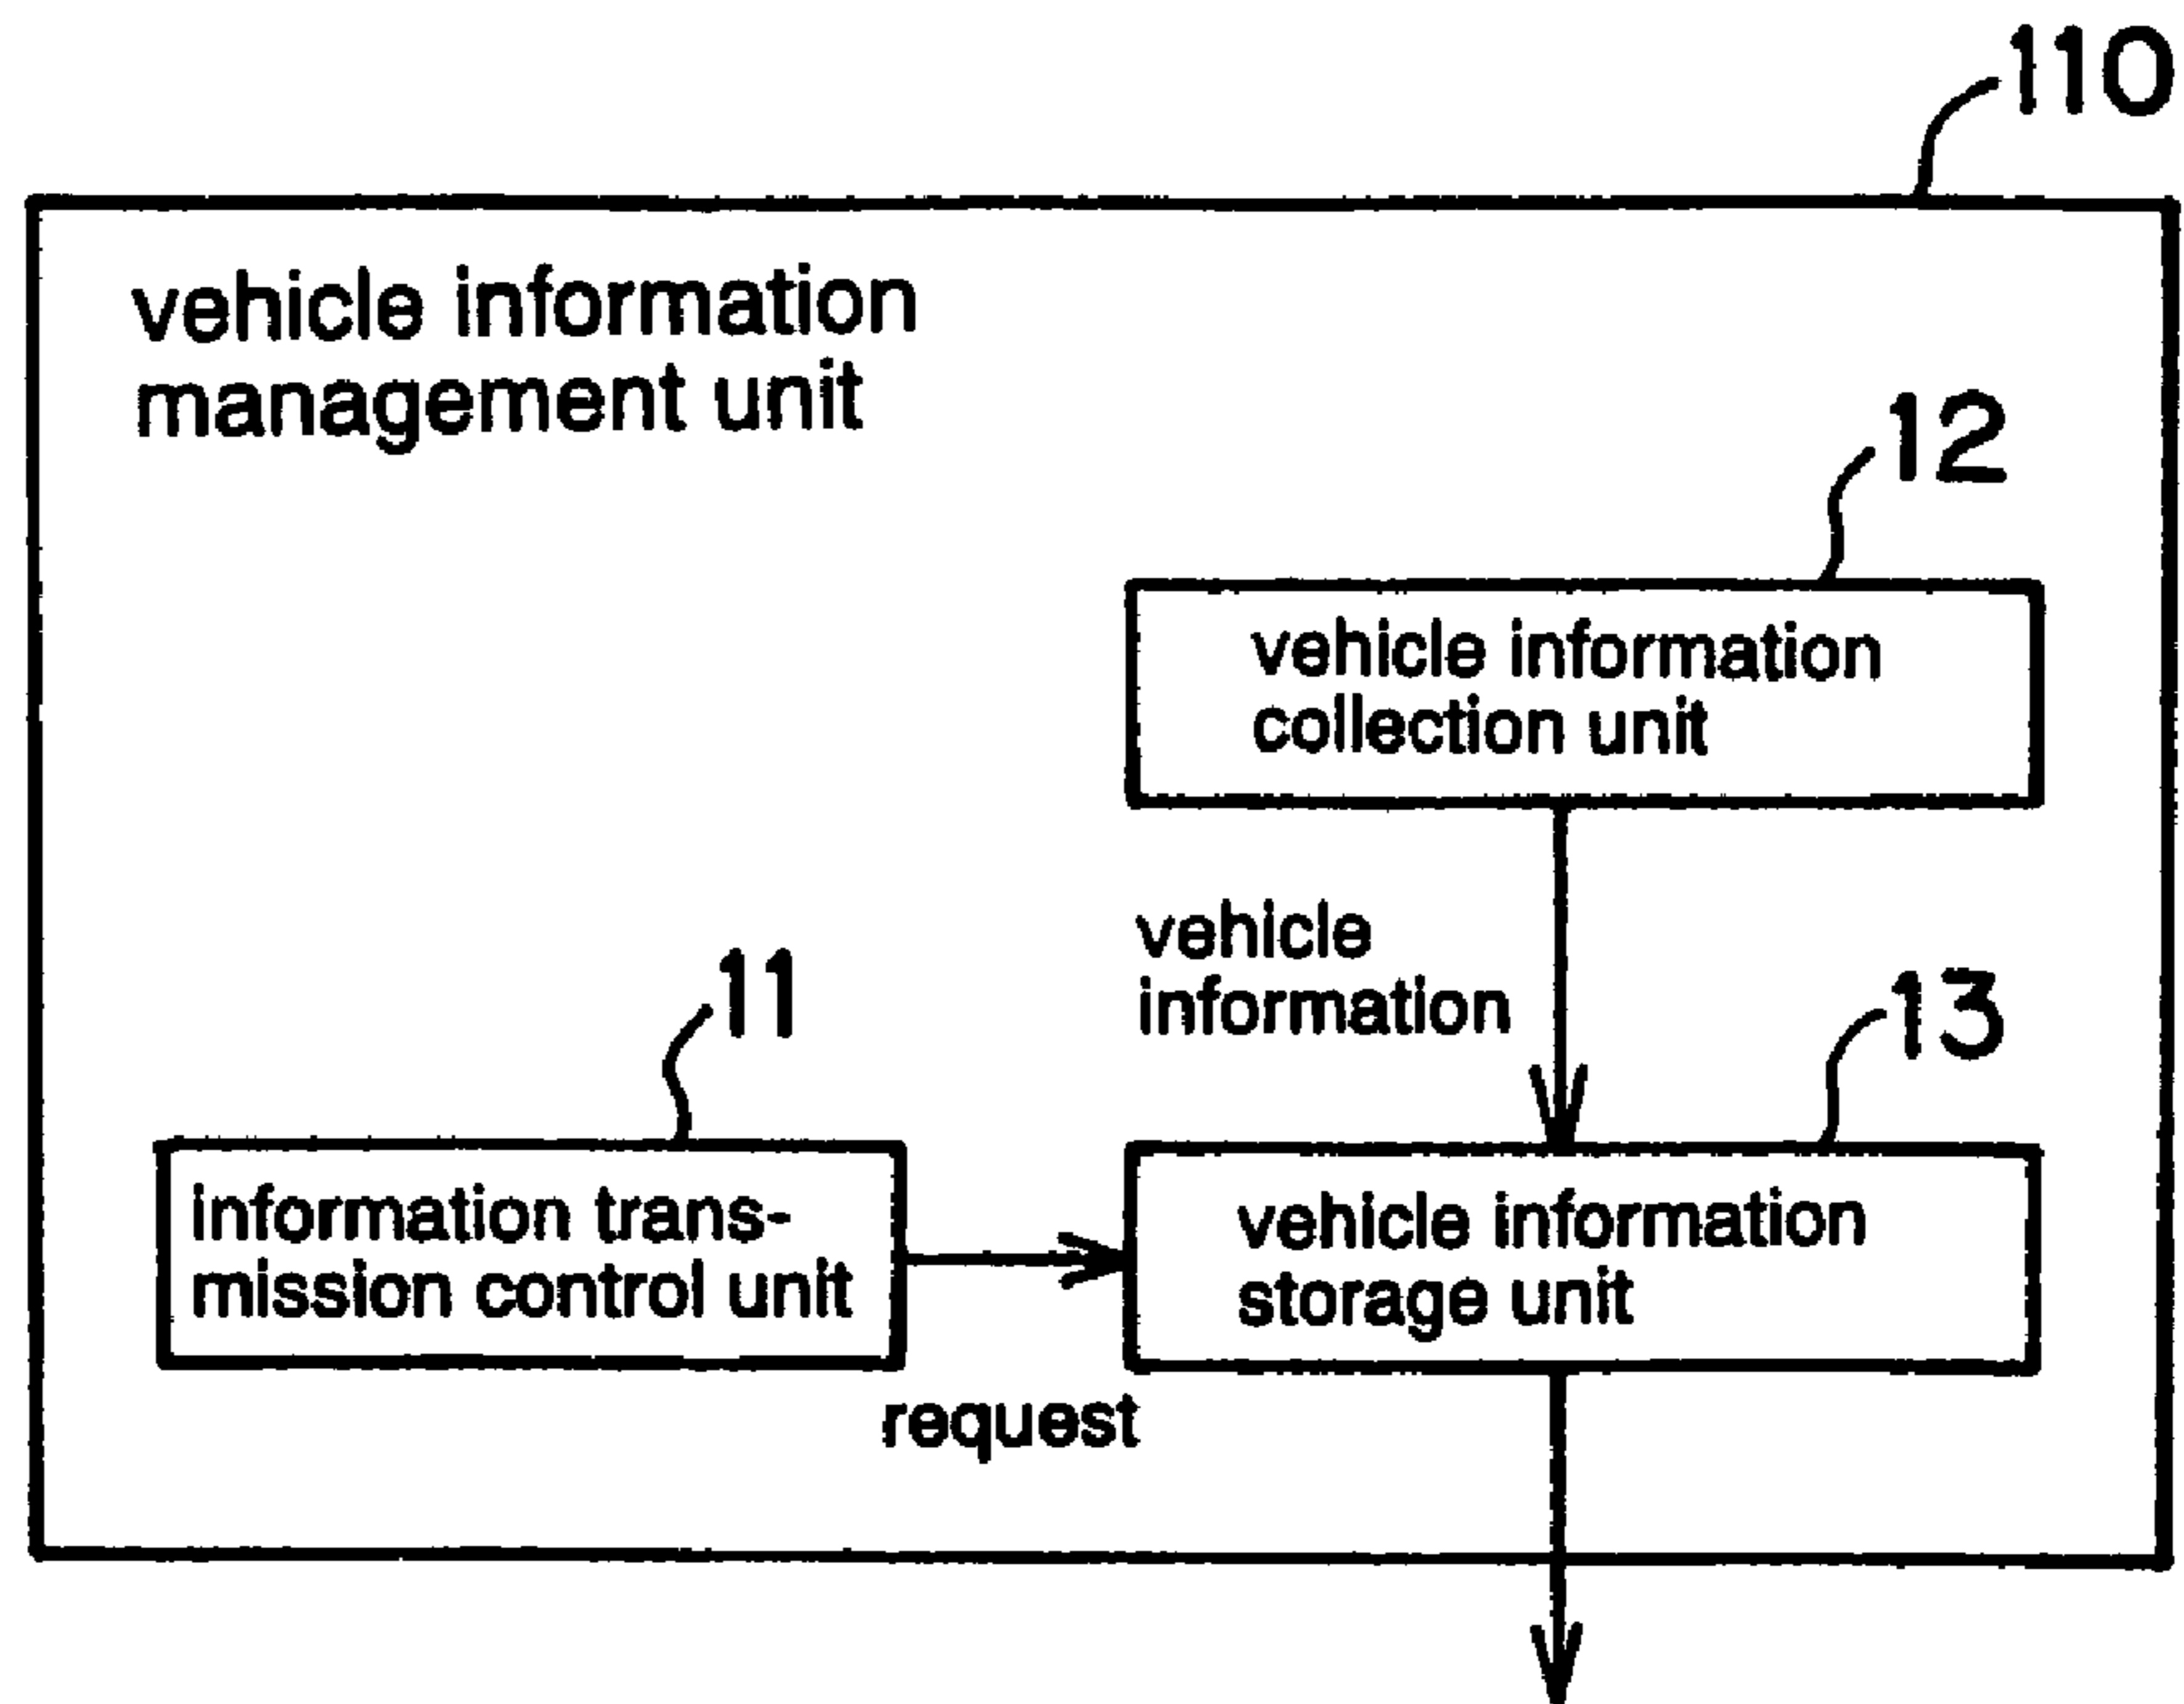 110
vehicle information
management unit
12
vehicle information
collection unit
vehicle
information
11
13
information trans-
mission control unit
vehicle information
storage unit
request